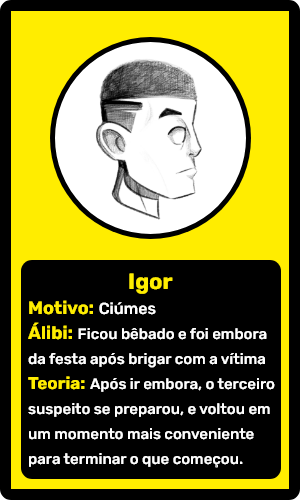 Igor
Motivo: Ciúmes
Álibi: Ficou bêbado e foi embora
da festa após brigar com a vítima
Teoria: Após ir embora, o terceiro
suspeito se preparou, e voltou em
um momento mais conveniente
para terminar o que começou.